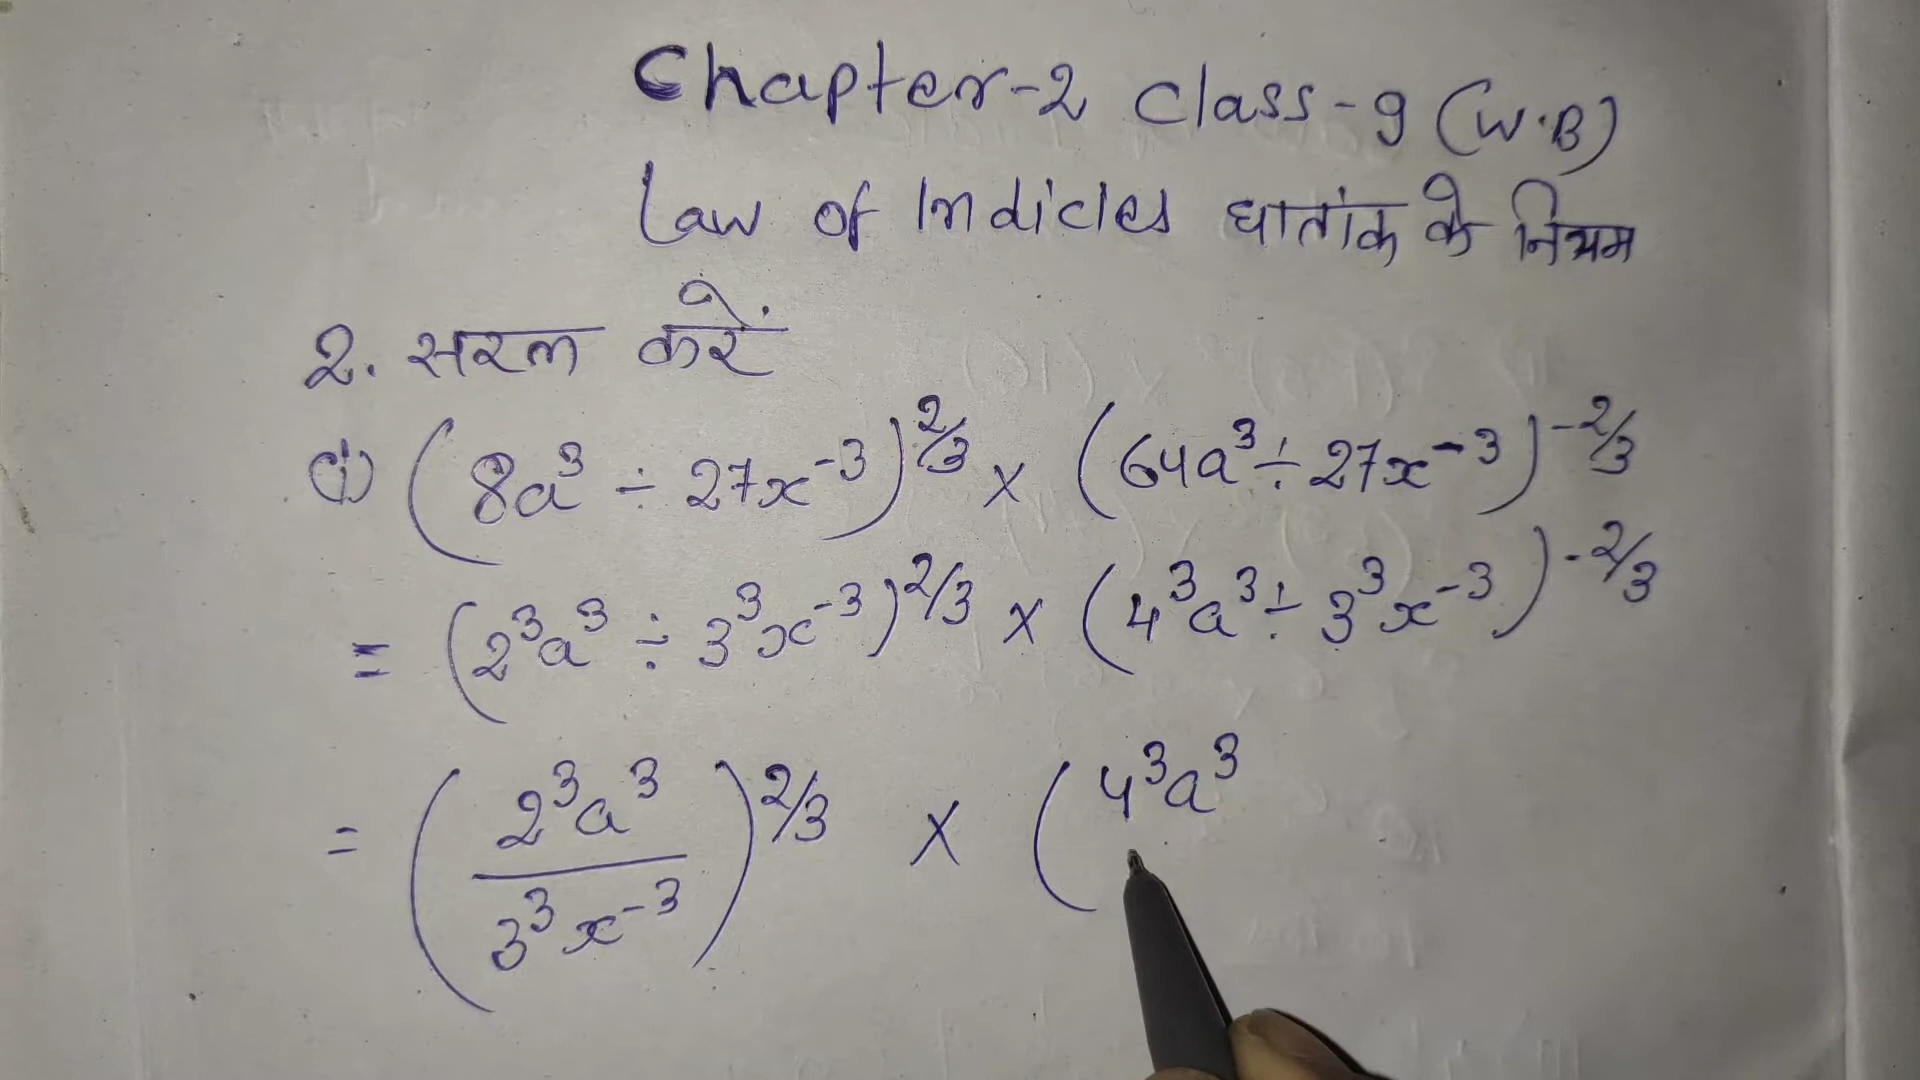 Chapter-2 Class-9 (W.B)
Law of Indicies घातांक के नियम
2. सरल करें
(i) (8a³ ÷ 27x⁻³)^2/3 × (64a³ ÷ 27x⁻³)^-2/3
= (2³a³ ÷ 3³x⁻³)^2/3 × (4³a³ ÷ 3³x⁻³)^-2/3
= (2³a³ / 3³x⁻³)^2/3 × (4³a³